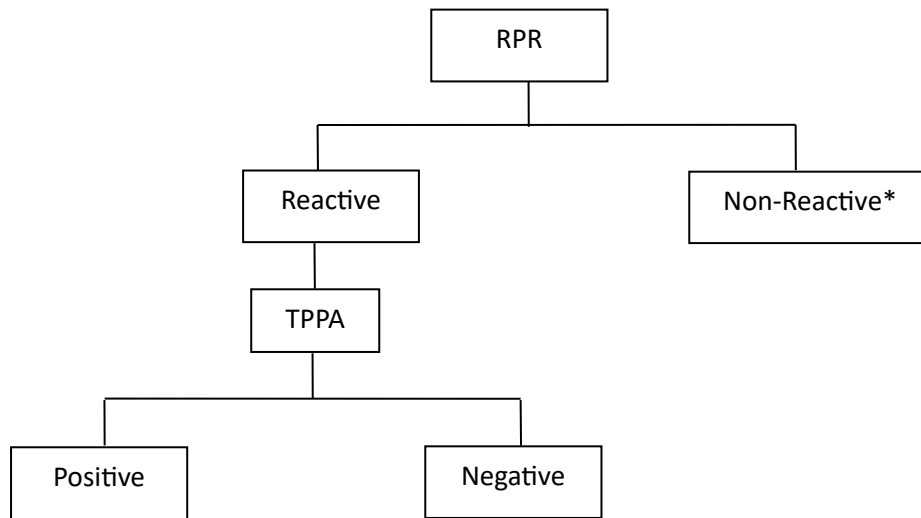 RPR
Reactive
Non-Reactive*
TPPA
Positive
Negative